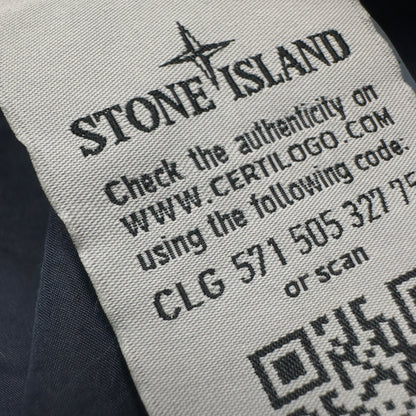 STONE ISLAND
Check the authenticity on
WWW.CERTILOGO.COM
using the following code:
CLG 571 505 327 75
or scan